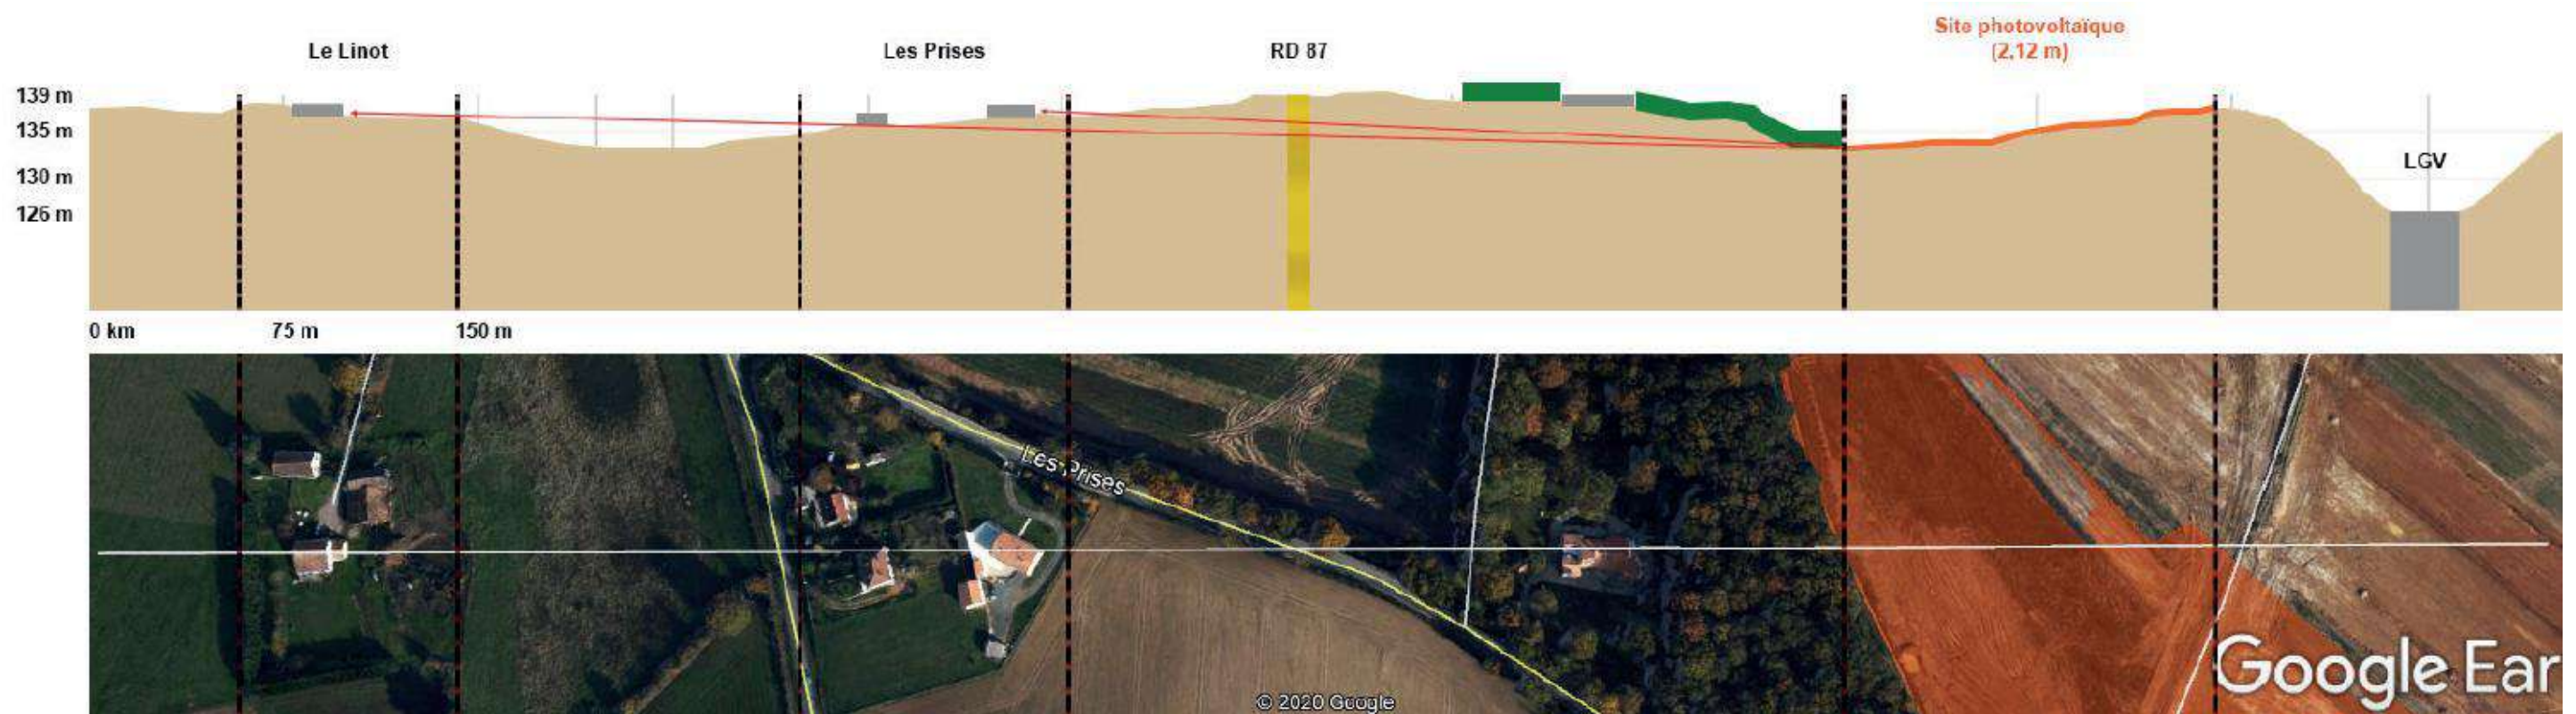 Site photovoltaïque
(2,12 m)
Le Linot
Les Prises
RD 87
139 m
135 m
130 m
126 m
LGV
0 km
75 m
150 m
Les Prises
Google Ear
© 2020 Google